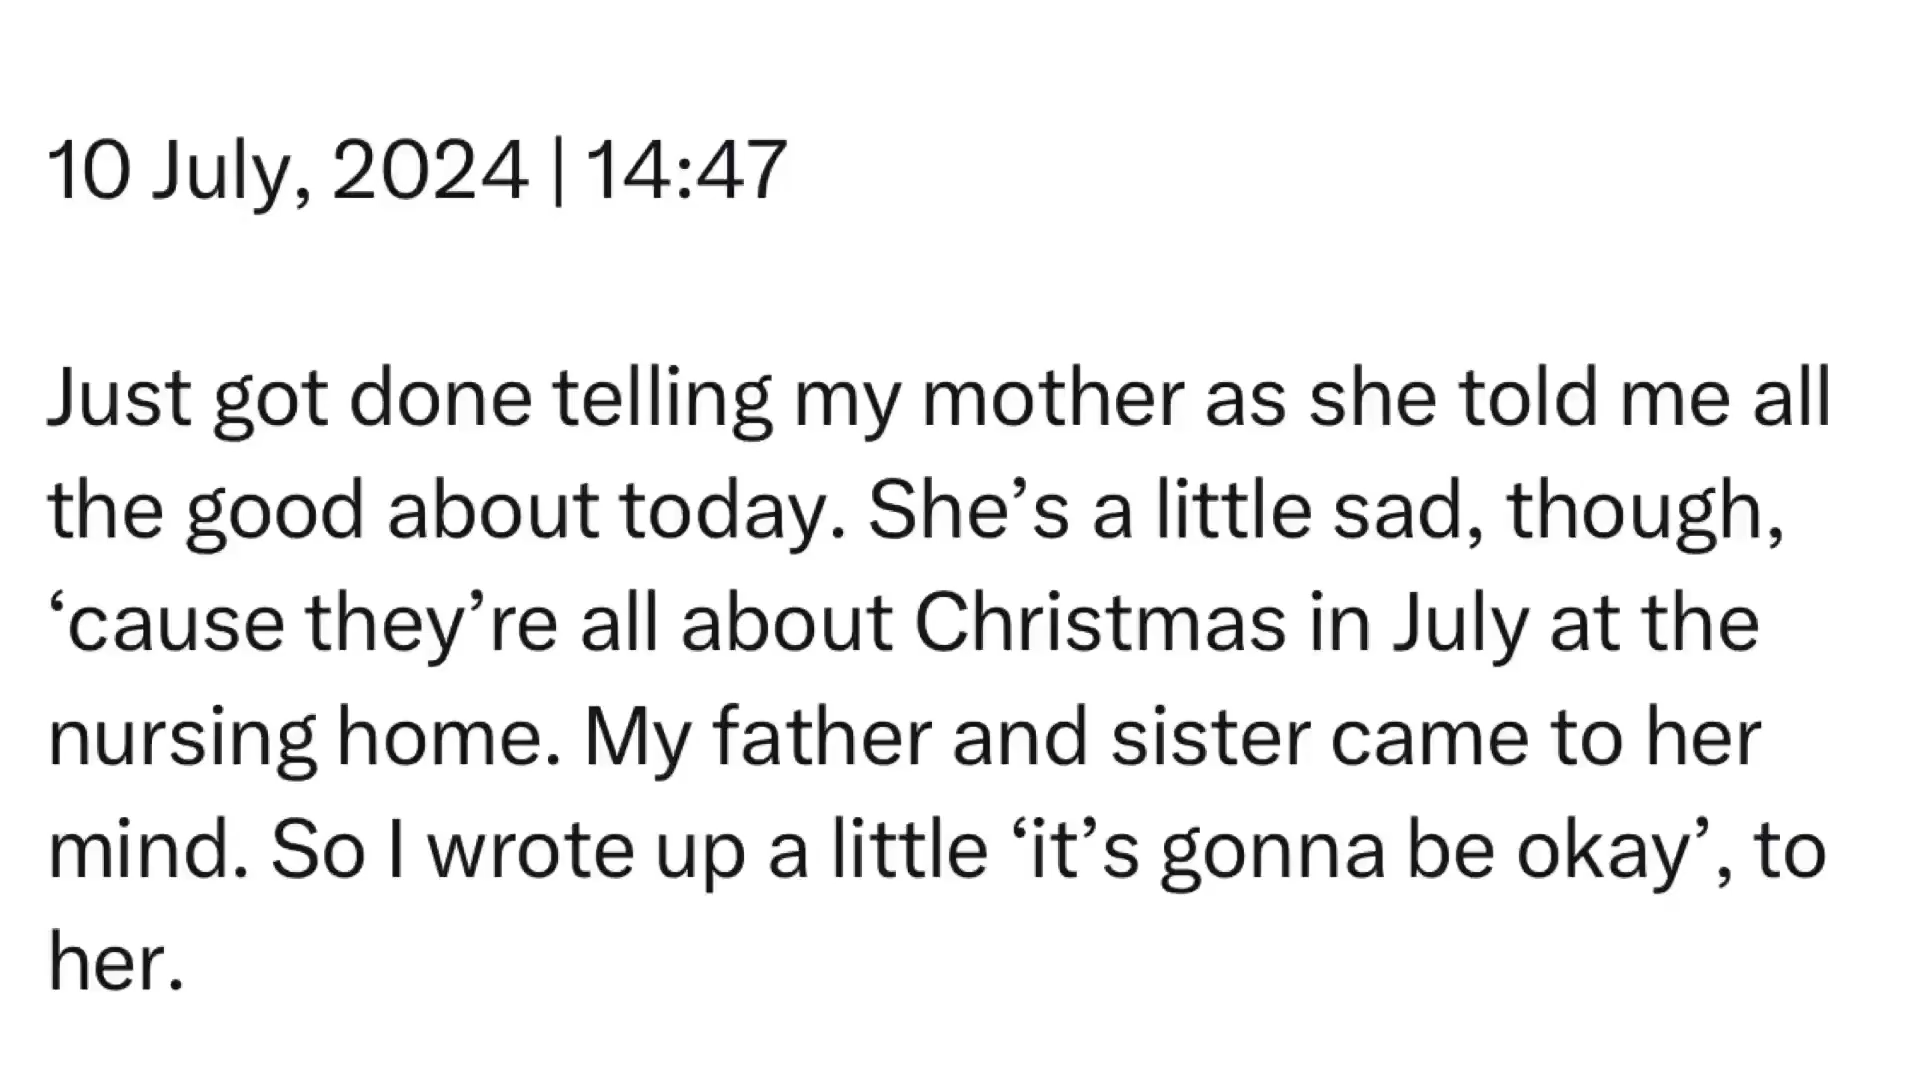 10 July, 2024 | 14:47
Just got done telling my mother as she told me all
the good about today. She’s a little sad, though,
‘cause they’re all about Christmas in July at the
nursing home. My father and sister came to her
mind. So I wrote up a little ‘it’s gonna be okay’, to
her.